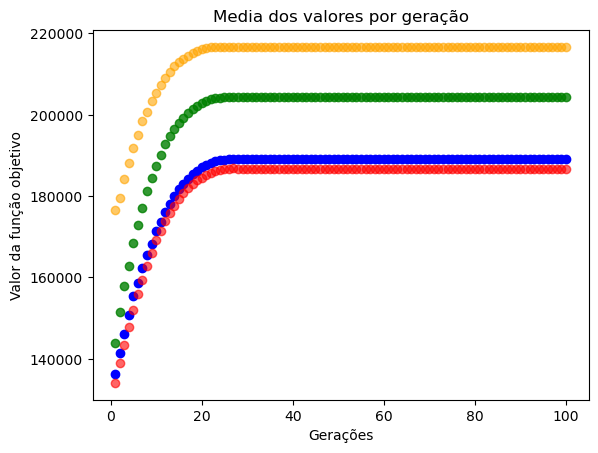 Media dos valores por geração
220000
200000
180000
160000
140000
Valor da função objetivo
0 20 40 60 80 100
Gerações